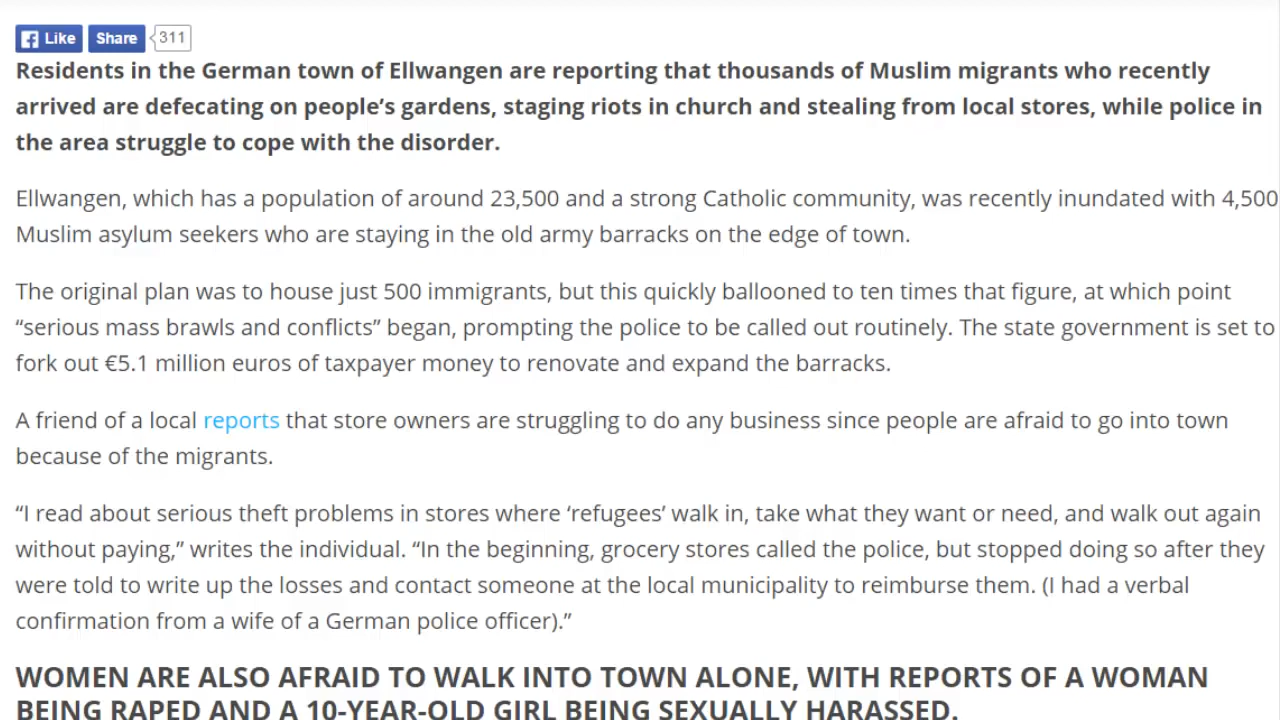 Like Share 311
Residents in the German town of Ellwangen are reporting that thousands of Muslim migrants who recently
arrived are defecating on people’s gardens, staging riots in church and stealing from local stores, while police in
the area struggle to cope with the disorder.
Ellwangen, which has a population of around 23,500 and a strong Catholic community, was recently inundated with 4,500
Muslim asylum seekers who are staying in the old army barracks on the edge of town.
The original plan was to house just 500 immigrants, but this quickly ballooned to ten times that figure, at which point
“serious mass brawls and conflicts” began, prompting the police to be called out routinely. The state government is set to
fork out €5.1 million euros of taxpayer money to renovate and expand the barracks.
A friend of a local reports that store owners are struggling to do any business since people are afraid to go into town
because of the migrants.
“I read about serious theft problems in stores where ‘refugees’ walk in, take what they want or need, and walk out again
without paying,” writes the individual. “In the beginning, grocery stores called the police, but stopped doing so after they
were told to write up the losses and contact someone at the local municipality to reimburse them. (I had a verbal
confirmation from a wife of a German police officer).”
WOMEN ARE ALSO AFRAID TO WALK INTO TOWN ALONE, WITH REPORTS OF A WOMAN
BEING RAPED AND A 10-YEAR-OLD GIRL BEING SEXUALLY HARASSED.